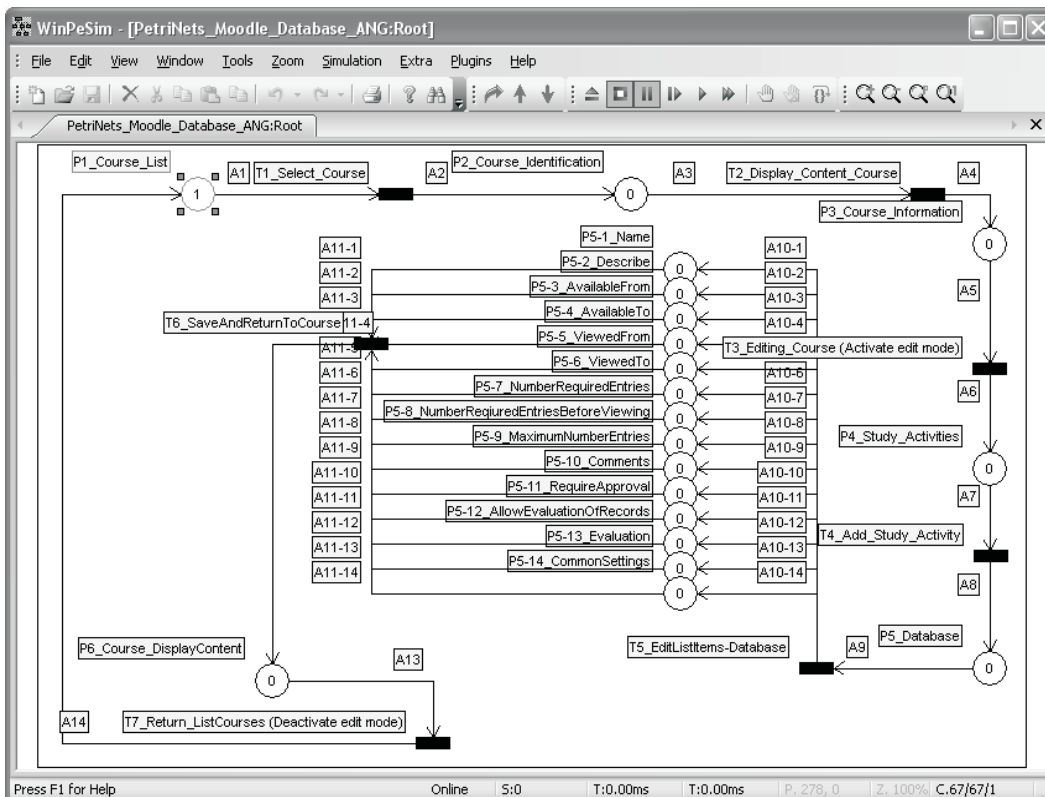 WinPeSim - [PetriNets_Moodle_Database_ANG:Root]
File Edit View Window Tools Zoom Simulation Extra Plugins Help
PetriNets_Moodle_Database_ANG:Root
P1_Course_List A1 T1_Select_Course A2 P2_Course_Identification A3 T2_Display_Content_Course A4
1 0
P3_Course_Information
0
P5-1_Name
A11-1 A10-1
P5-2_Describe
0
A11-2 A10-2
P5-3_AvailableFrom
0
A11-3 A10-3 A5
P5-4_AvailableTo
0
T6_SaveAndReturnToCourse 11-4 A10-4
P5-5_ViewedFrom
0
A11-5 T3_Editing_Course (Activate edit mode)
P5-6_ViewedTo
0
A11-6 A10-6
P5-7_NumberRequiredEntries
0
A11-7 A10-7 A6
P5-8_NumberReqiuredEntriesBeforeViewing
0
A11-8 A10-8
P5-9_MaximumNumberEntries P4_Study_Activities
0
A11-9 A10-9
P5-10_Comments
0 0
A11-10 A10-10
P5-11_RequireApproval
0
A11-11 A10-11 A7
P5-12_AllowEvaluationOfRecords
0
A11-12 A10-12
P5-13_Evaluation T4_Add_Study_Activity
0
A11-13 A10-13
P5-14_CommonSettings
0
A11-14 A10-14 A8
0
P6_Course_DisplayContent A13 T5_EditListItems-Database A9 P5_Database
0 0
A14 T7_Return_ListCourses (Deactivate edit mode)
Press F1 for Help Online S:0 T:0.00ms T:0.00ms P. 278, 0 Z. 100% C.67/67/1